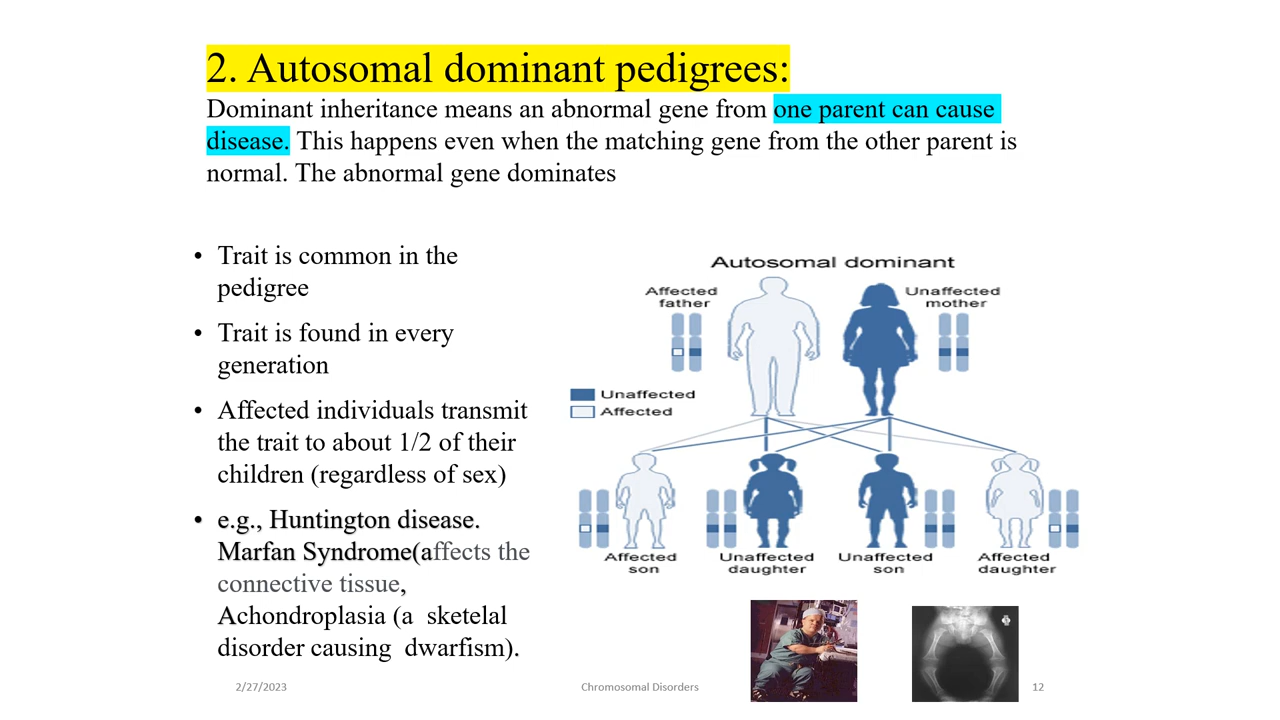 2. Autosomal dominant pedigrees:
Dominant inheritance means an abnormal gene from one parent can cause
disease. This happens even when the matching gene from the other parent is
normal. The abnormal gene dominates
• Trait is common in the
pedigree
• Trait is found in every
generation
• Affected individuals transmit
the trait to about 1/2 of their
children (regardless of sex)
• e.g., Huntington disease.
Marfan Syndrome(affects the
connective tissue,
Achondroplasia (a sketelal
disorder causing dwarfism).
Autosomal dominant
Affected
father
Unaffected
mother
Unaffected
Affected
Affected
son
Unaffected
daughter
Unaffected
son
Affected
daughter
2/27/2023
Chromosomal Disorders
12